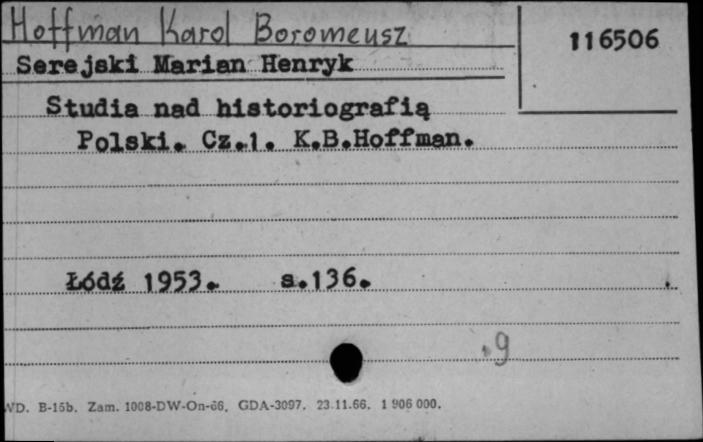 Hoffman Karol Boromeusz
116506
Serejski Marian Henryk
Studia nad historiografią
Polski. Cz.1. K.B.Hoffman.
Łódź 1953. s.136.
9
WD. B-15b. Zam. 1008-DW-On-66. GDA-3097. 23.11.66. 1 906 000.